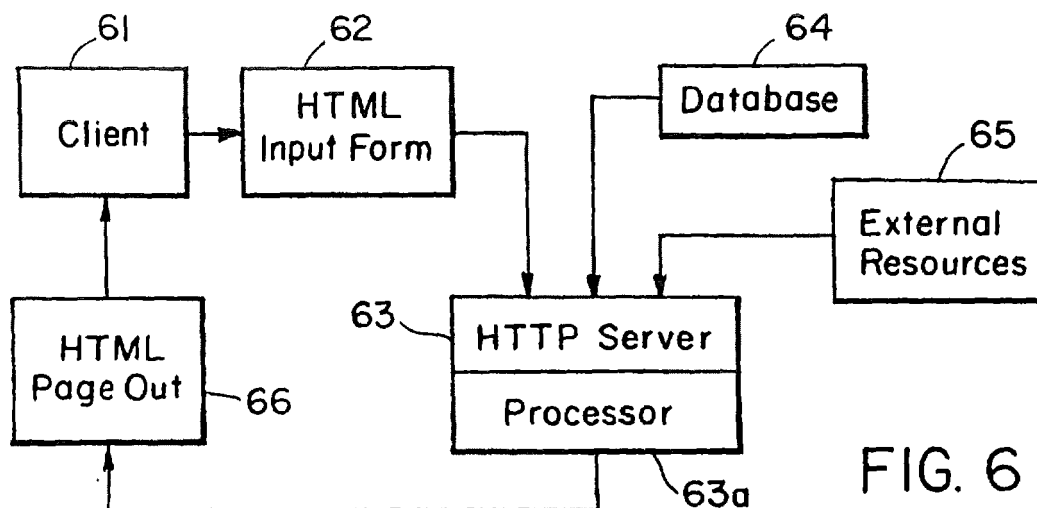 61
62
64
Client
HTML
Input Form
Database
65
External
Resources
63
HTTP Server
HTML
Page Out
66
Processor
63a
FIG. 6